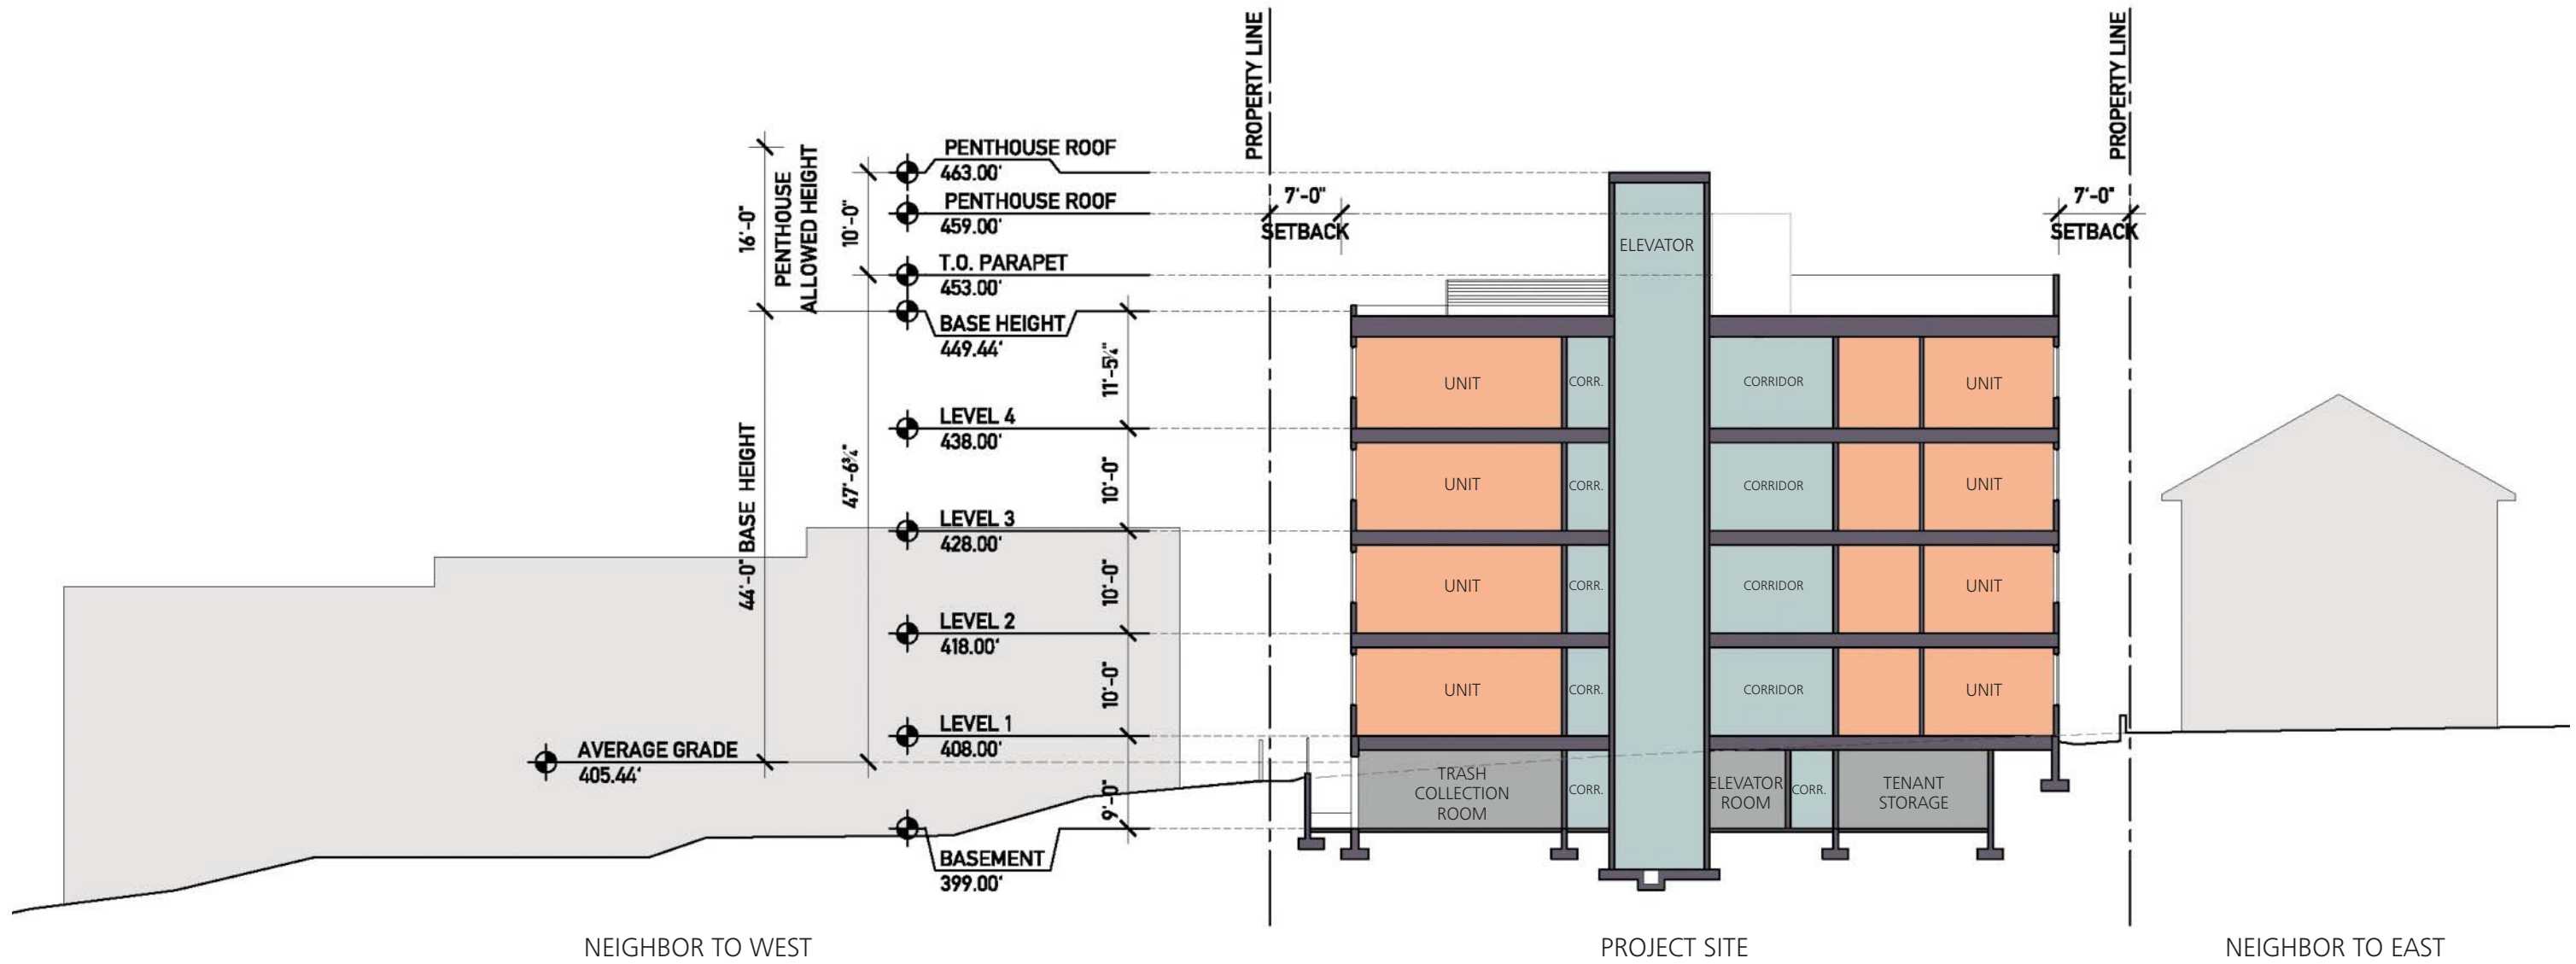 PROPERTY LINE
PROPERTY LINE
PENTHOUSE ROOF
463.00'
PENTHOUSE ROOF
459.00'
T.O. PARAPET
453.00'
BASE HEIGHT
449.44'
LEVEL 4
438.00'
LEVEL 3
428.00'
LEVEL 2
418.00'
LEVEL 1
408.00'
BASEMENT
399.00'
AVERAGE GRADE
405.44'
16'-0"
PENTHOUSE
ALLOWED HEIGHT
44'-0" BASE HEIGHT
10'-0"
47'-6¾"
11'-5¼"
10'-0"
10'-0"
10'-0"
9'-0"
7'-0"
SETBACK
7'-0"
SETBACK
ELEVATOR
UNIT
CORR.
CORRIDOR
UNIT
UNIT
CORR.
CORRIDOR
UNIT
UNIT
CORR.
CORRIDOR
UNIT
UNIT
CORR.
CORRIDOR
UNIT
TRASH
COLLECTION
ROOM
CORR.
ELEVATOR
ROOM
CORR.
TENANT
STORAGE
NEIGHBOR TO WEST
PROJECT SITE
NEIGHBOR TO EAST